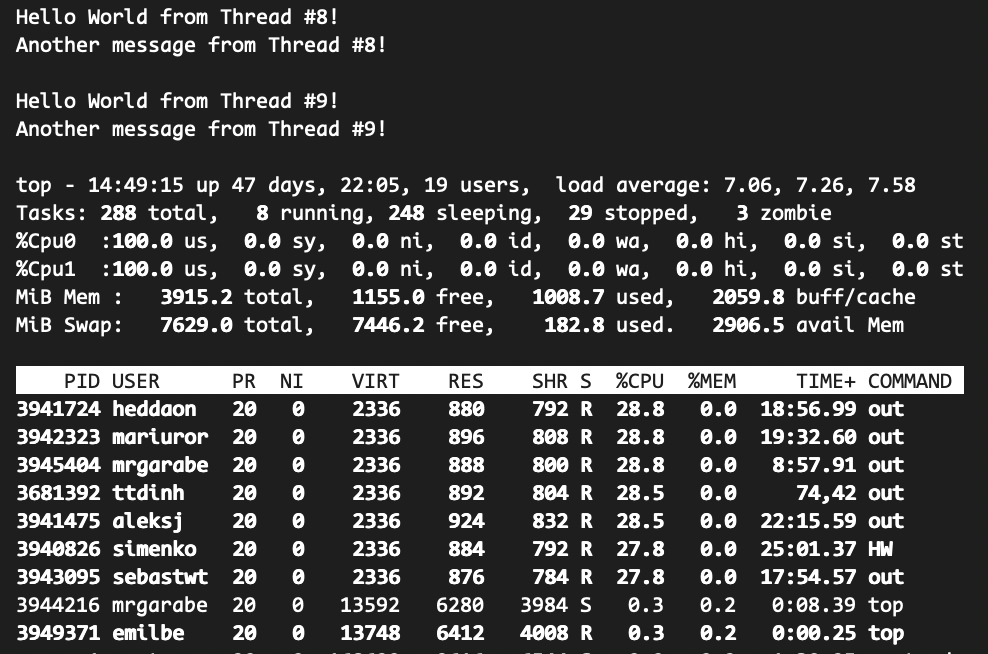 Hello World from Thread #8!
Another message from Thread #8!
Hello World from Thread #9!
Another message from Thread #9!
top - 14:49:15 up 47 days, 22:05, 19 users,  load average: 7.06, 7.26, 7.58
Tasks: 288 total,   8 running, 248 sleeping,  29 stopped,   3 zombie
%Cpu0  :100.0 us,  0.0 sy,  0.0 ni,  0.0 id,  0.0 wa,  0.0 hi,  0.0 si,  0.0 st
%Cpu1  :100.0 us,  0.0 sy,  0.0 ni,  0.0 id,  0.0 wa,  0.0 hi,  0.0 si,  0.0 st
MiB Mem :   3915.2 total,   1155.0 free,   1008.7 used,   2059.8 buff/cache
MiB Swap:   7629.0 total,   7446.2 free,    182.8 used.   2906.5 avail Mem
PID USER      PR  NI    VIRT    RES    SHR S  %CPU  %MEM     TIME+ COMMAND
3941724 heddaon   20   0    2336    880    792 R  28.8   0.0  18:56.99 out
3942323 mariuror  20   0    2336    896    808 R  28.8   0.0  19:32.60 out
3945404 mrgarabe  20   0    2336    888    800 R  28.8   0.0   8:57.91 out
3681392 ttdinh    20   0    2336    892    804 R  28.5   0.0     74,42 out
3941475 aleksj    20   0    2336    924    832 R  28.5   0.0  22:15.59 out
3940826 simenko   20   0    2336    884    792 R  27.8   0.0  25:01.37 HW
3943095 sebastwt  20   0    2336    876    784 R  27.8   0.0  17:54.57 out
3944216 mrgarabe  20   0   13592   6280   3984 S   0.3   0.2   0:08.39 top
3949371 emilbe    20   0   13748   6412   4008 R   0.3   0.2   0:00.25 top